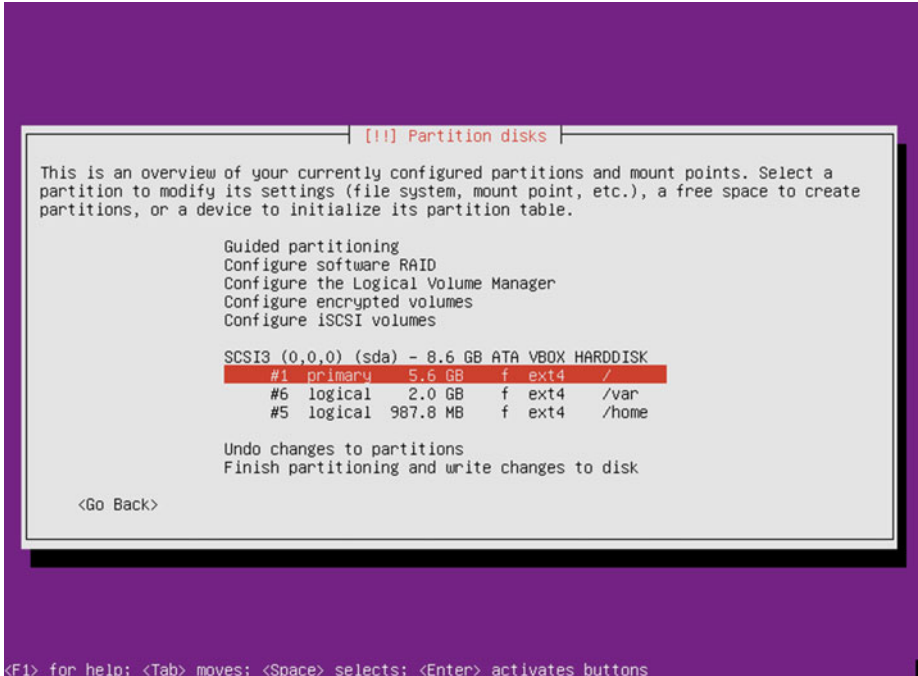 [!!] Partition disks
This is an overview of your currently configured partitions and mount points. Select a
partition to modify its settings (file system, mount point, etc.), a free space to create
partitions, or a device to initialize its partition table.
Guided partitioning
Configure software RAID
Configure the Logical Volume Manager
Configure encrypted volumes
Configure iSCSI volumes
SCSI3 (0,0,0) (sda) - 8.6 GB ATA VBOX HARDDISK
#1 primary 5.6 GB f ext4 /
#6 logical 2.0 GB f ext4 /var
#5 logical 987.8 MB f ext4 /home
Undo changes to partitions
Finish partitioning and write changes to disk
<Go Back>
<F1> for help; <Tab> moves; <Space> selects; <Enter> activates buttons